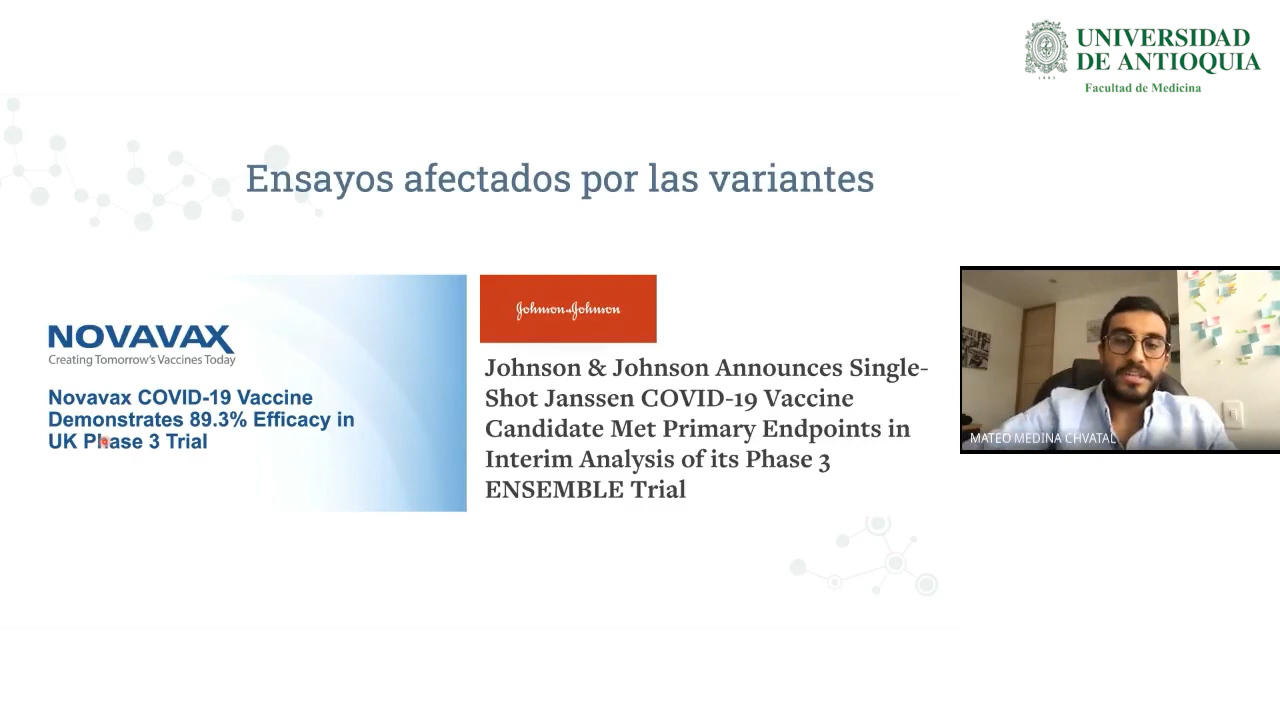 UNIVERSIDAD
DE ANTIOQUIA
1803
Facultad de Medicina
Ensayos afectados por las variantes
NOVAVAX
Creating Tomorrow's Vaccines Today
Novavax COVID-19 Vaccine
Demonstrates 89.3% Efficacy in
UK Phase 3 Trial
Johnson & Johnson
Johnson & Johnson Announces Single-
Shot Janssen COVID-19 Vaccine
Candidate Met Primary Endpoints in
Interim Analysis of its Phase 3
ENSEMBLE Trial
MATEO MEDINA CHVATAL